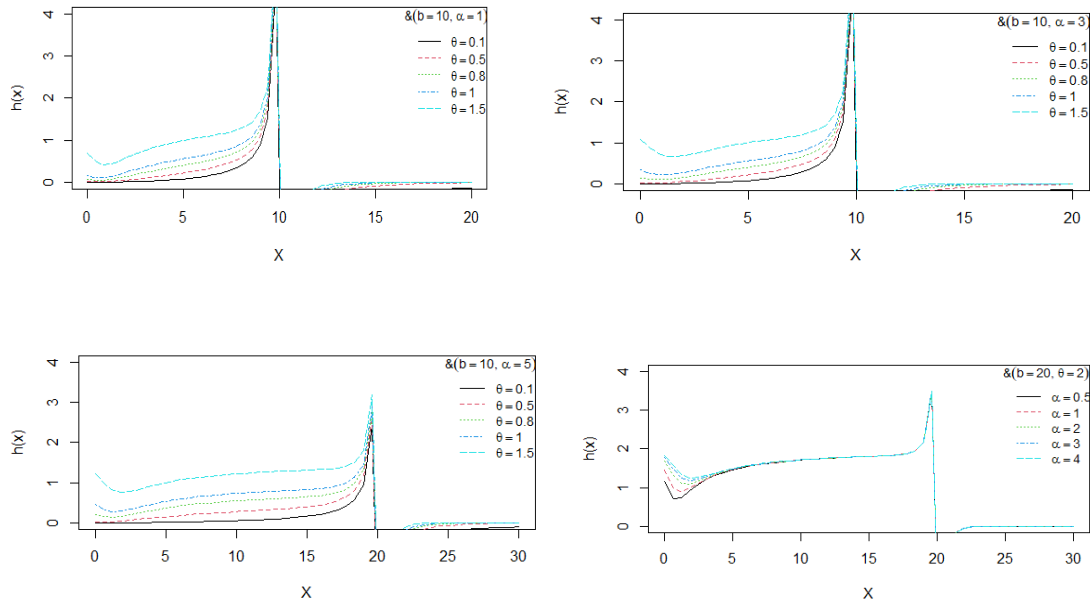 &(b = 10, α = 1)
θ = 0.1
θ = 0.5
θ = 0.8
θ = 1
θ = 1.5
h(x)
4
3
2
1
0
0 5 10 15 20
X
&(b = 10, α = 3)
θ = 0.1
θ = 0.5
θ = 0.8
θ = 1
θ = 1.5
h(x)
4
3
2
1
0
0 5 10 15 20
X
&(b = 10, α = 5)
θ = 0.1
θ = 0.5
θ = 0.8
θ = 1
θ = 1.5
h(x)
4
3
2
1
0
0 5 10 15 20 25 30
X
&(b = 20, θ = 2)
α = 0.5
α = 1
α = 2
α = 3
α = 4
h(x)
4
3
2
1
0
0 5 10 15 20 25 30
X